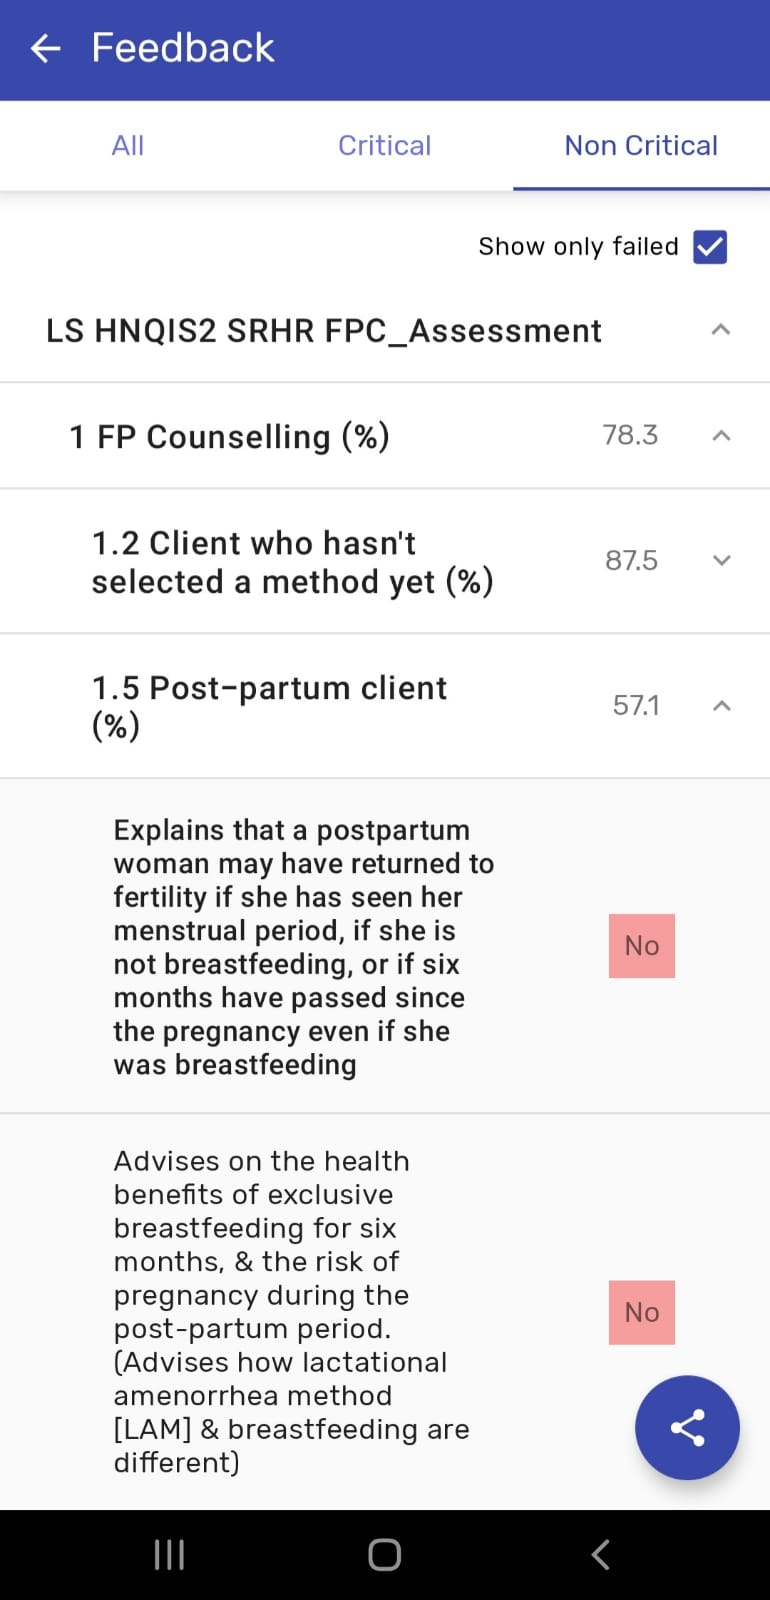 Feedback
All Critical Non Critical
Show only failed
LS HNQIS2 SRHR FPC_Assessment
1 FP Counselling (%) 78.3
1.2 Client who hasn't
selected a method yet (%)
87.5
1.5 Post-partum client
(%)
57.1
Explains that a postpartum
woman may have returned to
fertility if she has seen her
menstrual period, if she is
not breastfeeding, or if six
months have passed since
the pregnancy even if she
was breastfeeding
No
Advises on the health
benefits of exclusive
breastfeeding for six
months, & the risk of
pregnancy during the
post-partum period.
(Advises how lactational
amenorrhea method
[LAM] & breastfeeding are
different)
No